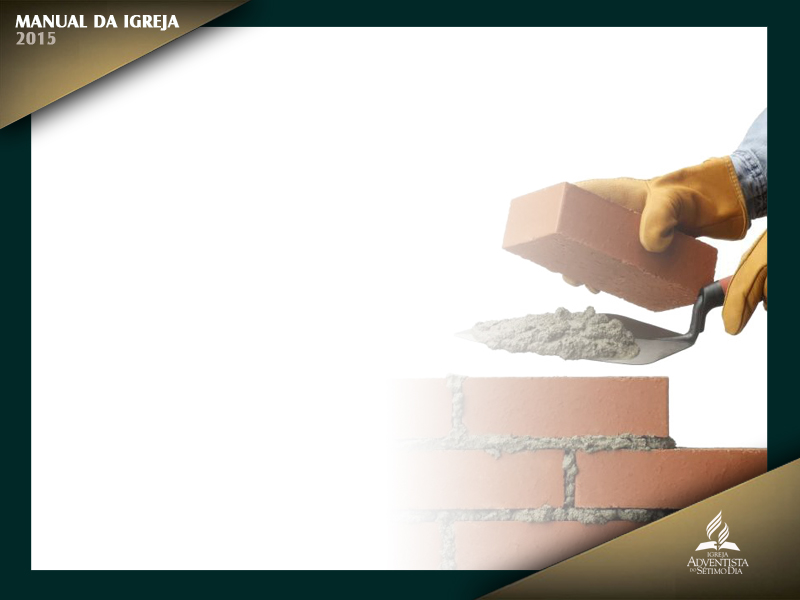 MANUAL DA IGREJA
2015
IGREJA
ADVENTISTA
DO SÉTIMO DIA